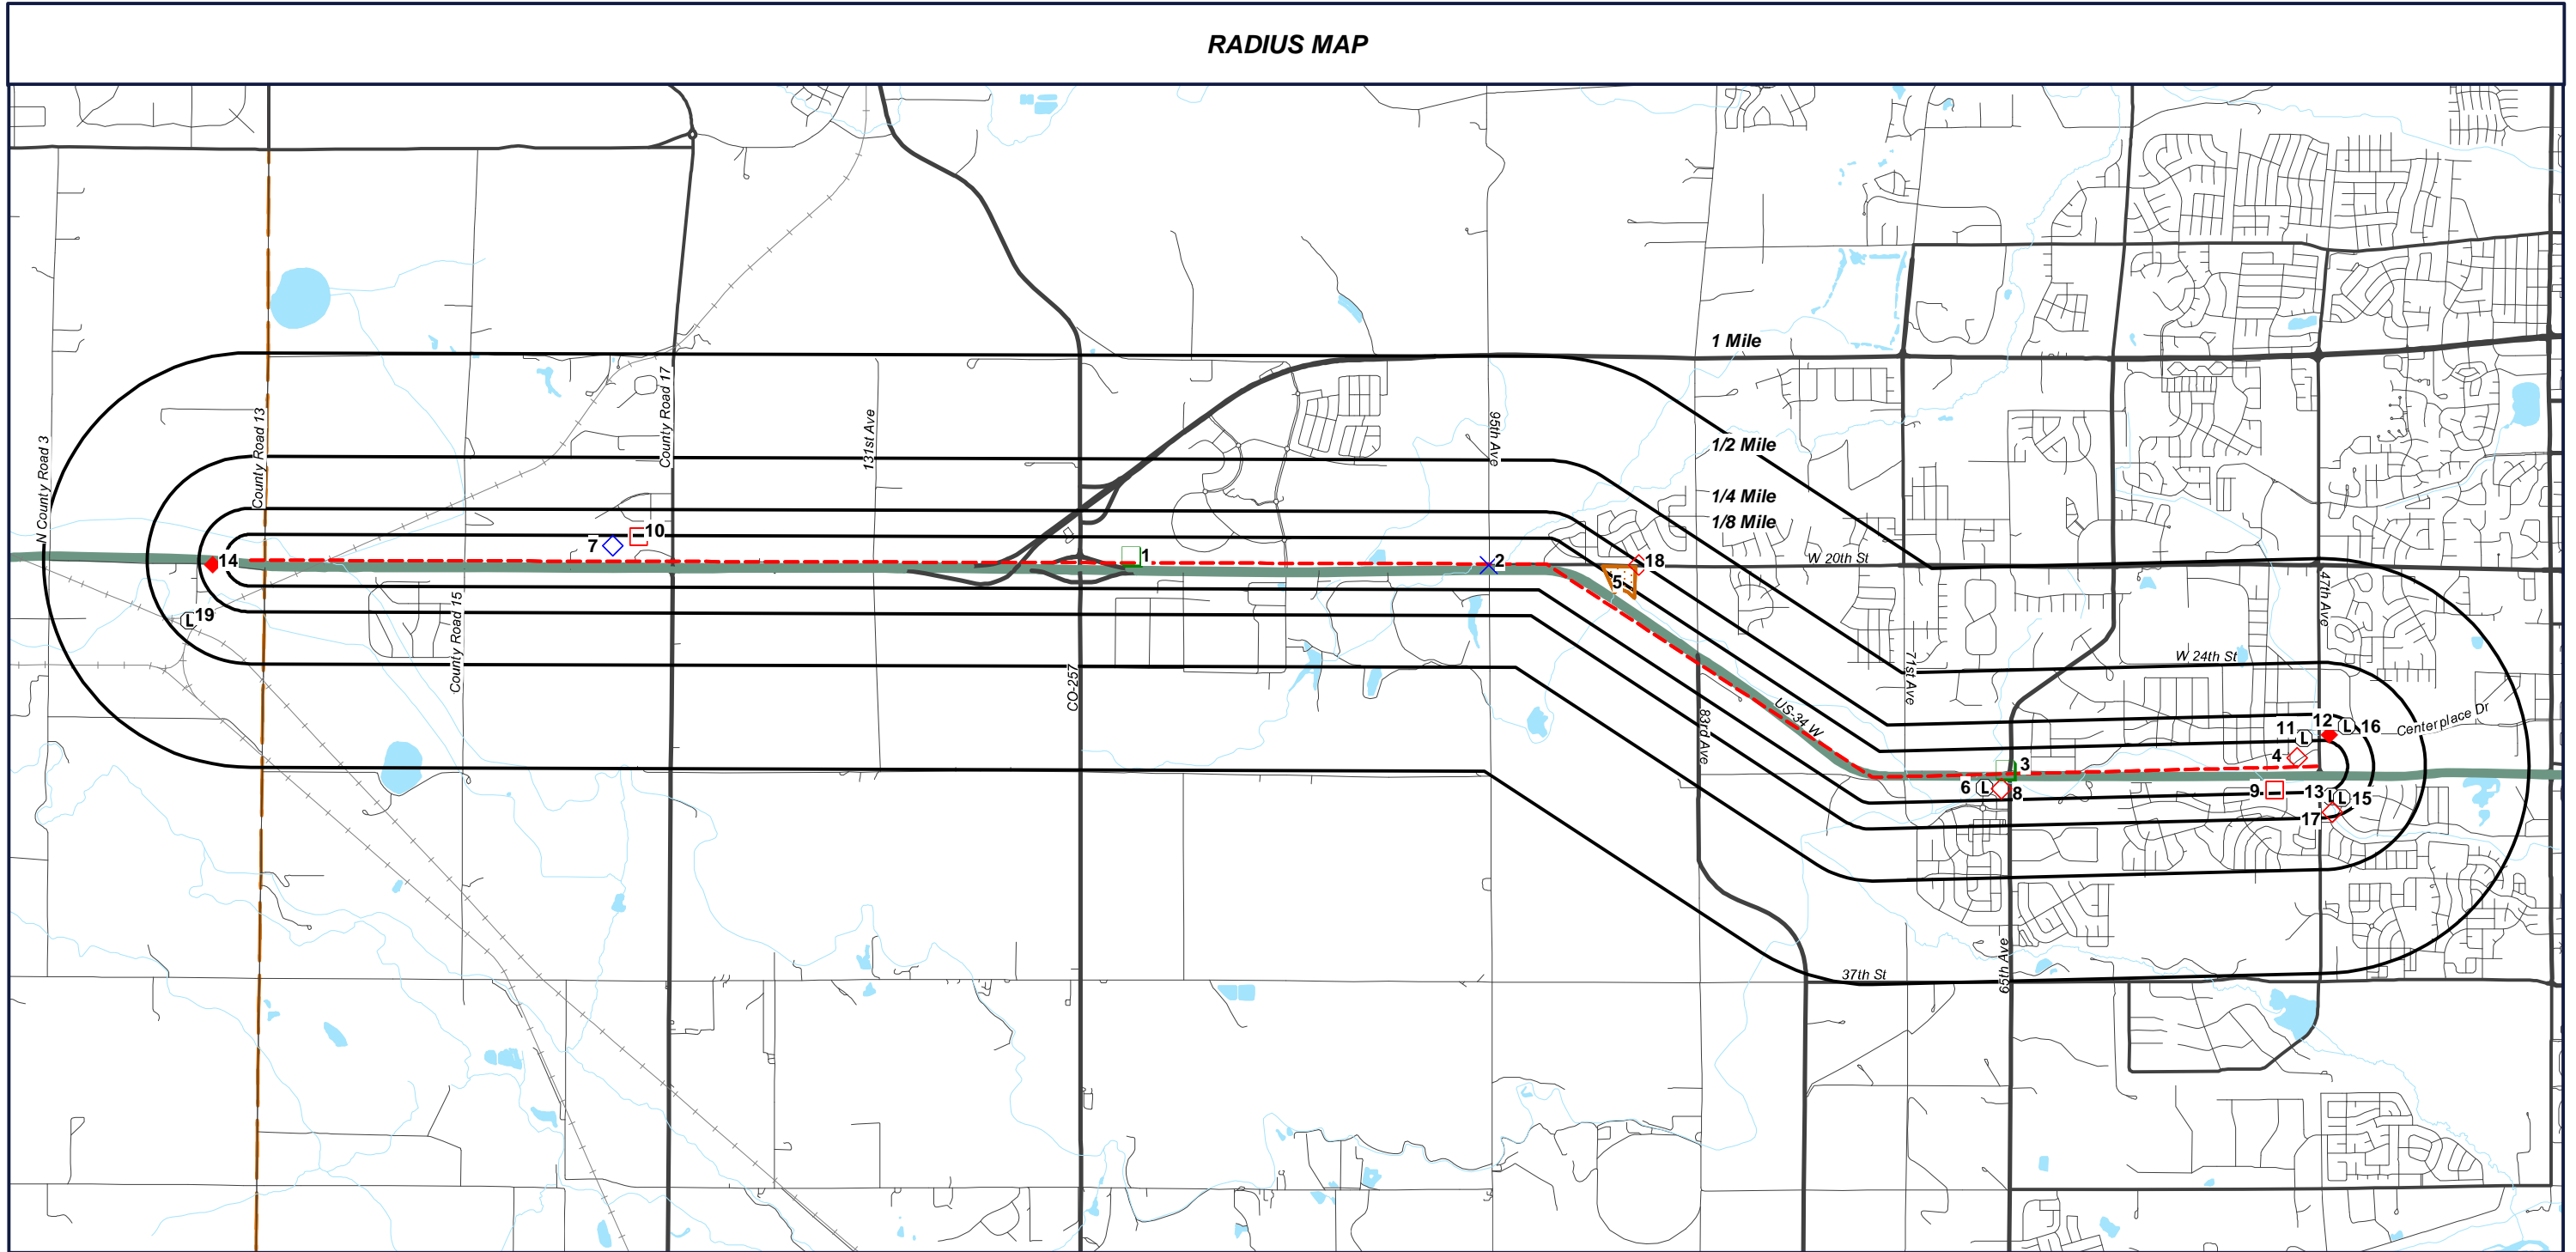 RADIUS MAP
1 Mile
1/2 Mile
1/4 Mile
1/8 Mile
N County Road 3
County Road 13
County Road 17
131st Ave
95th Ave
County Road 15
CO-257
W 20th St
47th Ave
W 24th St
71st Ave
83rd Ave
US-34 W
Centerplace Dr
65th Ave
37th St
10
7
1
2
18
5
14
L 19
12
L 16
11
L
4
3
6 L
8
9
13
L
L 15
17